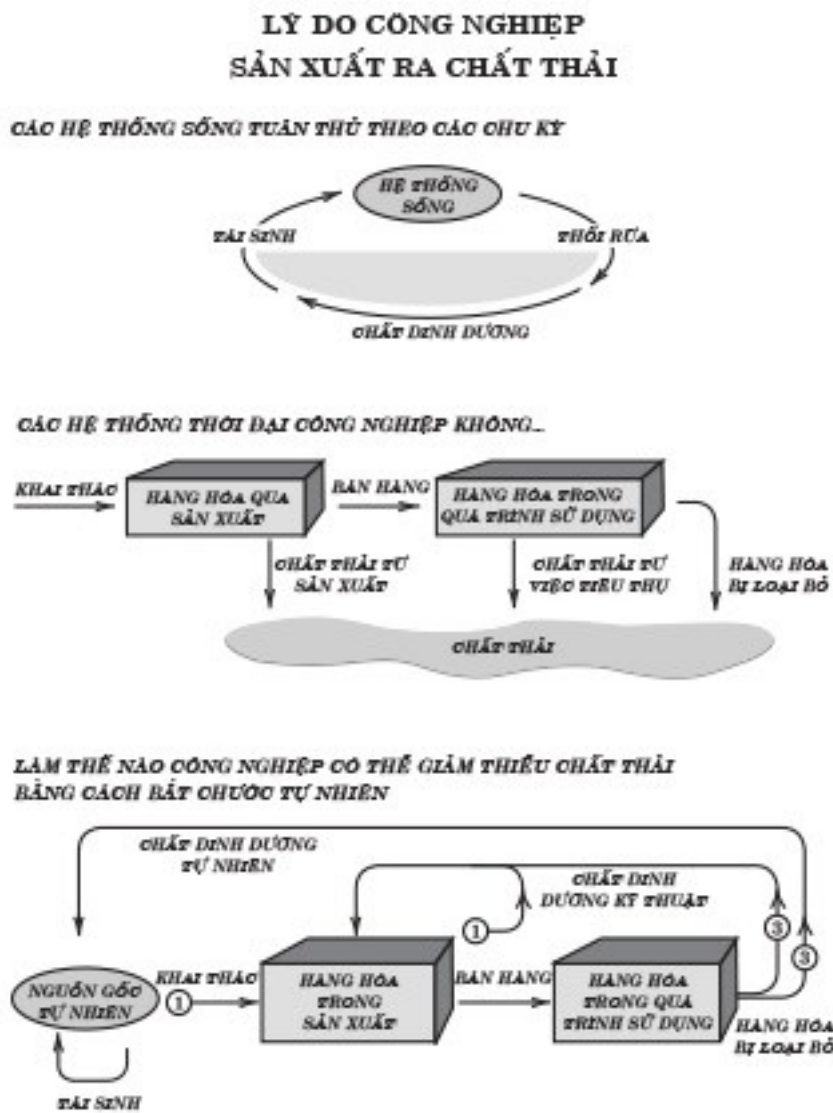 LÝ DO CÔNG NGHIỆP
SẢN XUẤT RA CHẤT THẢI
CÁC HỆ THỐNG SỐNG TUÂN THỦ THEO CÁC CHU KỲ
HỆ THỐNG
SỐNG
TÁI SINH
THỐI RỮA
CHẤT DINH DƯỠNG
CÁC HỆ THỐNG THỜI ĐẠI CÔNG NGHIỆP KHÔNG...
KHAI THÁC
HÀNG HÓA QUA
SẢN XUẤT
BÁN HÀNG
HÀNG HÓA TRONG
QUÁ TRÌNH SỬ DỤNG
CHẤT THẢI TỪ
SẢN XUẤT
CHẤT THẢI TỪ
VIỆC TIÊU THỤ
HÀNG HÓA
BỊ LOẠI BỎ
CHẤT THẢI
LÀM THẾ NÀO CÔNG NGHIỆP CÓ THỂ GIẢM THIỂU CHẤT THẢI
BẰNG CÁCH BẮT CHƯỚC TỰ NHIÊN
CHẤT DINH DƯỠNG
TỰ NHIÊN
CHẤT DINH
DƯỠNG KỸ THUẬT
1
3
3
NGUỒN GỐC
TỰ NHIÊN
KHAI THÁC
1
HÀNG HÓA
TRONG
SẢN XUẤT
BÁN HÀNG
HÀNG HÓA
TRONG QUÁ
TRÌNH SỬ DỤNG
HÀNG HÓA
BỊ LOẠI BỎ
TÁI SINH